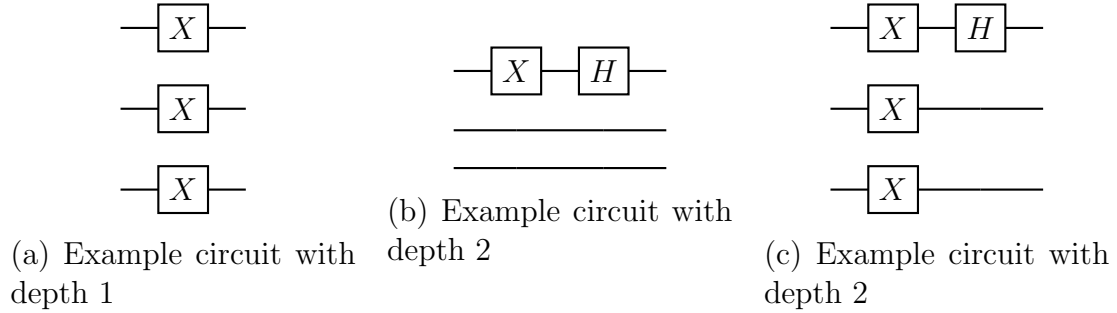 X
X
X
(a) Example circuit with
depth 1
X H
(b) Example circuit with
depth 2
X H
X
X
(c) Example circuit with
depth 2